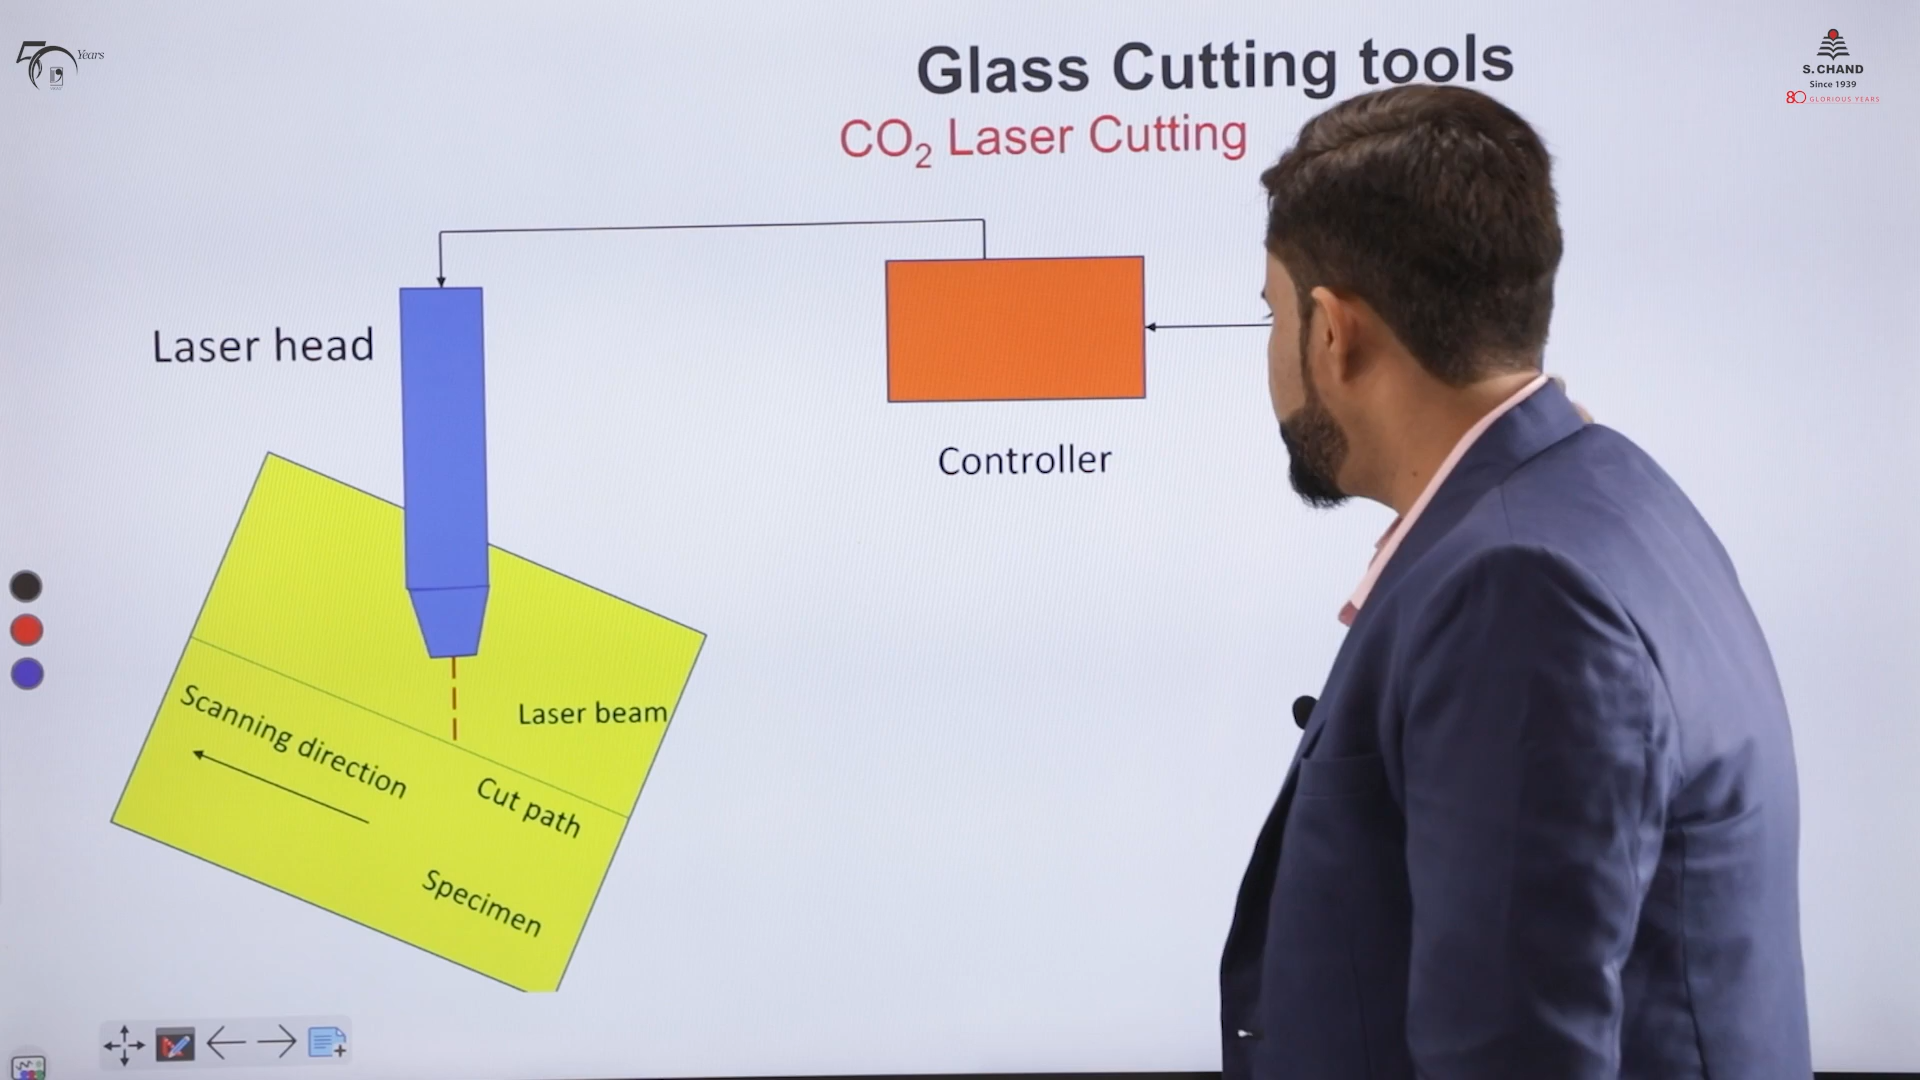 50 Years
Glass Cutting tools
S. CHAND
Since 1939
80 GLORIOUS YEARS
CO₂ Laser Cutting
Laser head
Controller
Laser beam
Scanning direction
Cut path
Specimen